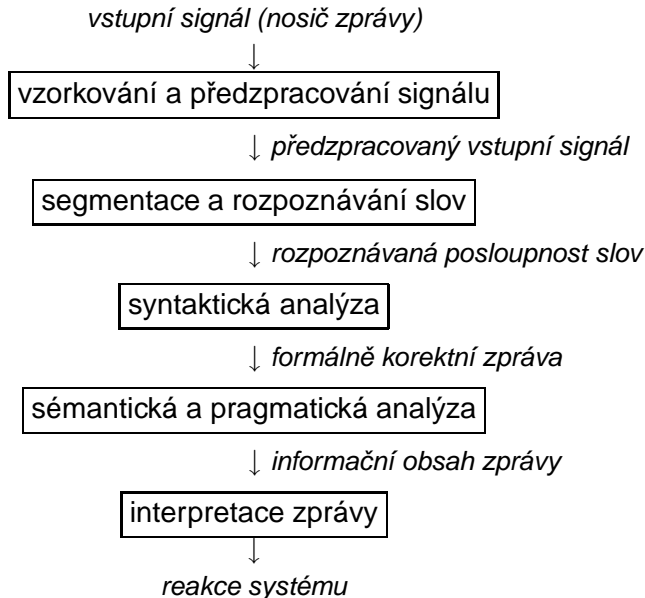 vstupní signál (nosič zprávy)
↓
vzorkování a předzpracování signálu
↓ předzpracovaný vstupní signál
segmentace a rozpoznávání slov
↓ rozpoznávaná posloupnost slov
syntaktická analýza
↓ formálně korektní zpráva
sémantická a pragmatická analýza
↓ informační obsah zprávy
interpretace zprávy
↓
reakce systému